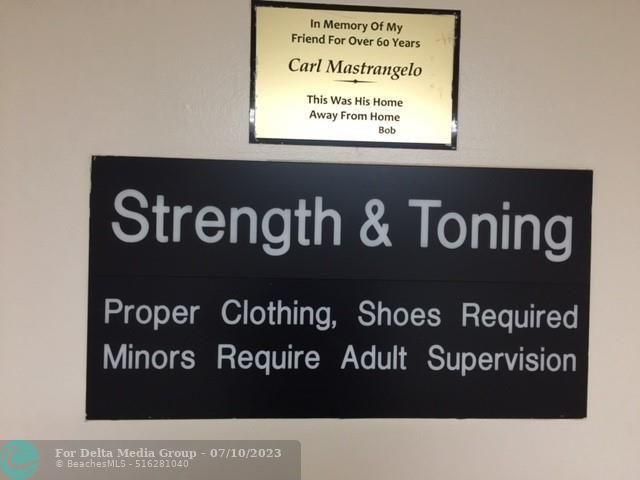 In Memory Of My
Friend For Over 60 Years
Carl Mastrangelo
This Was His Home
Away From Home
Bob
Strength & Toning
Proper Clothing, Shoes Required
Minors Require Adult Supervision
For Delta Media Group - 07/10/2023
© BeachesMLS - 516281040